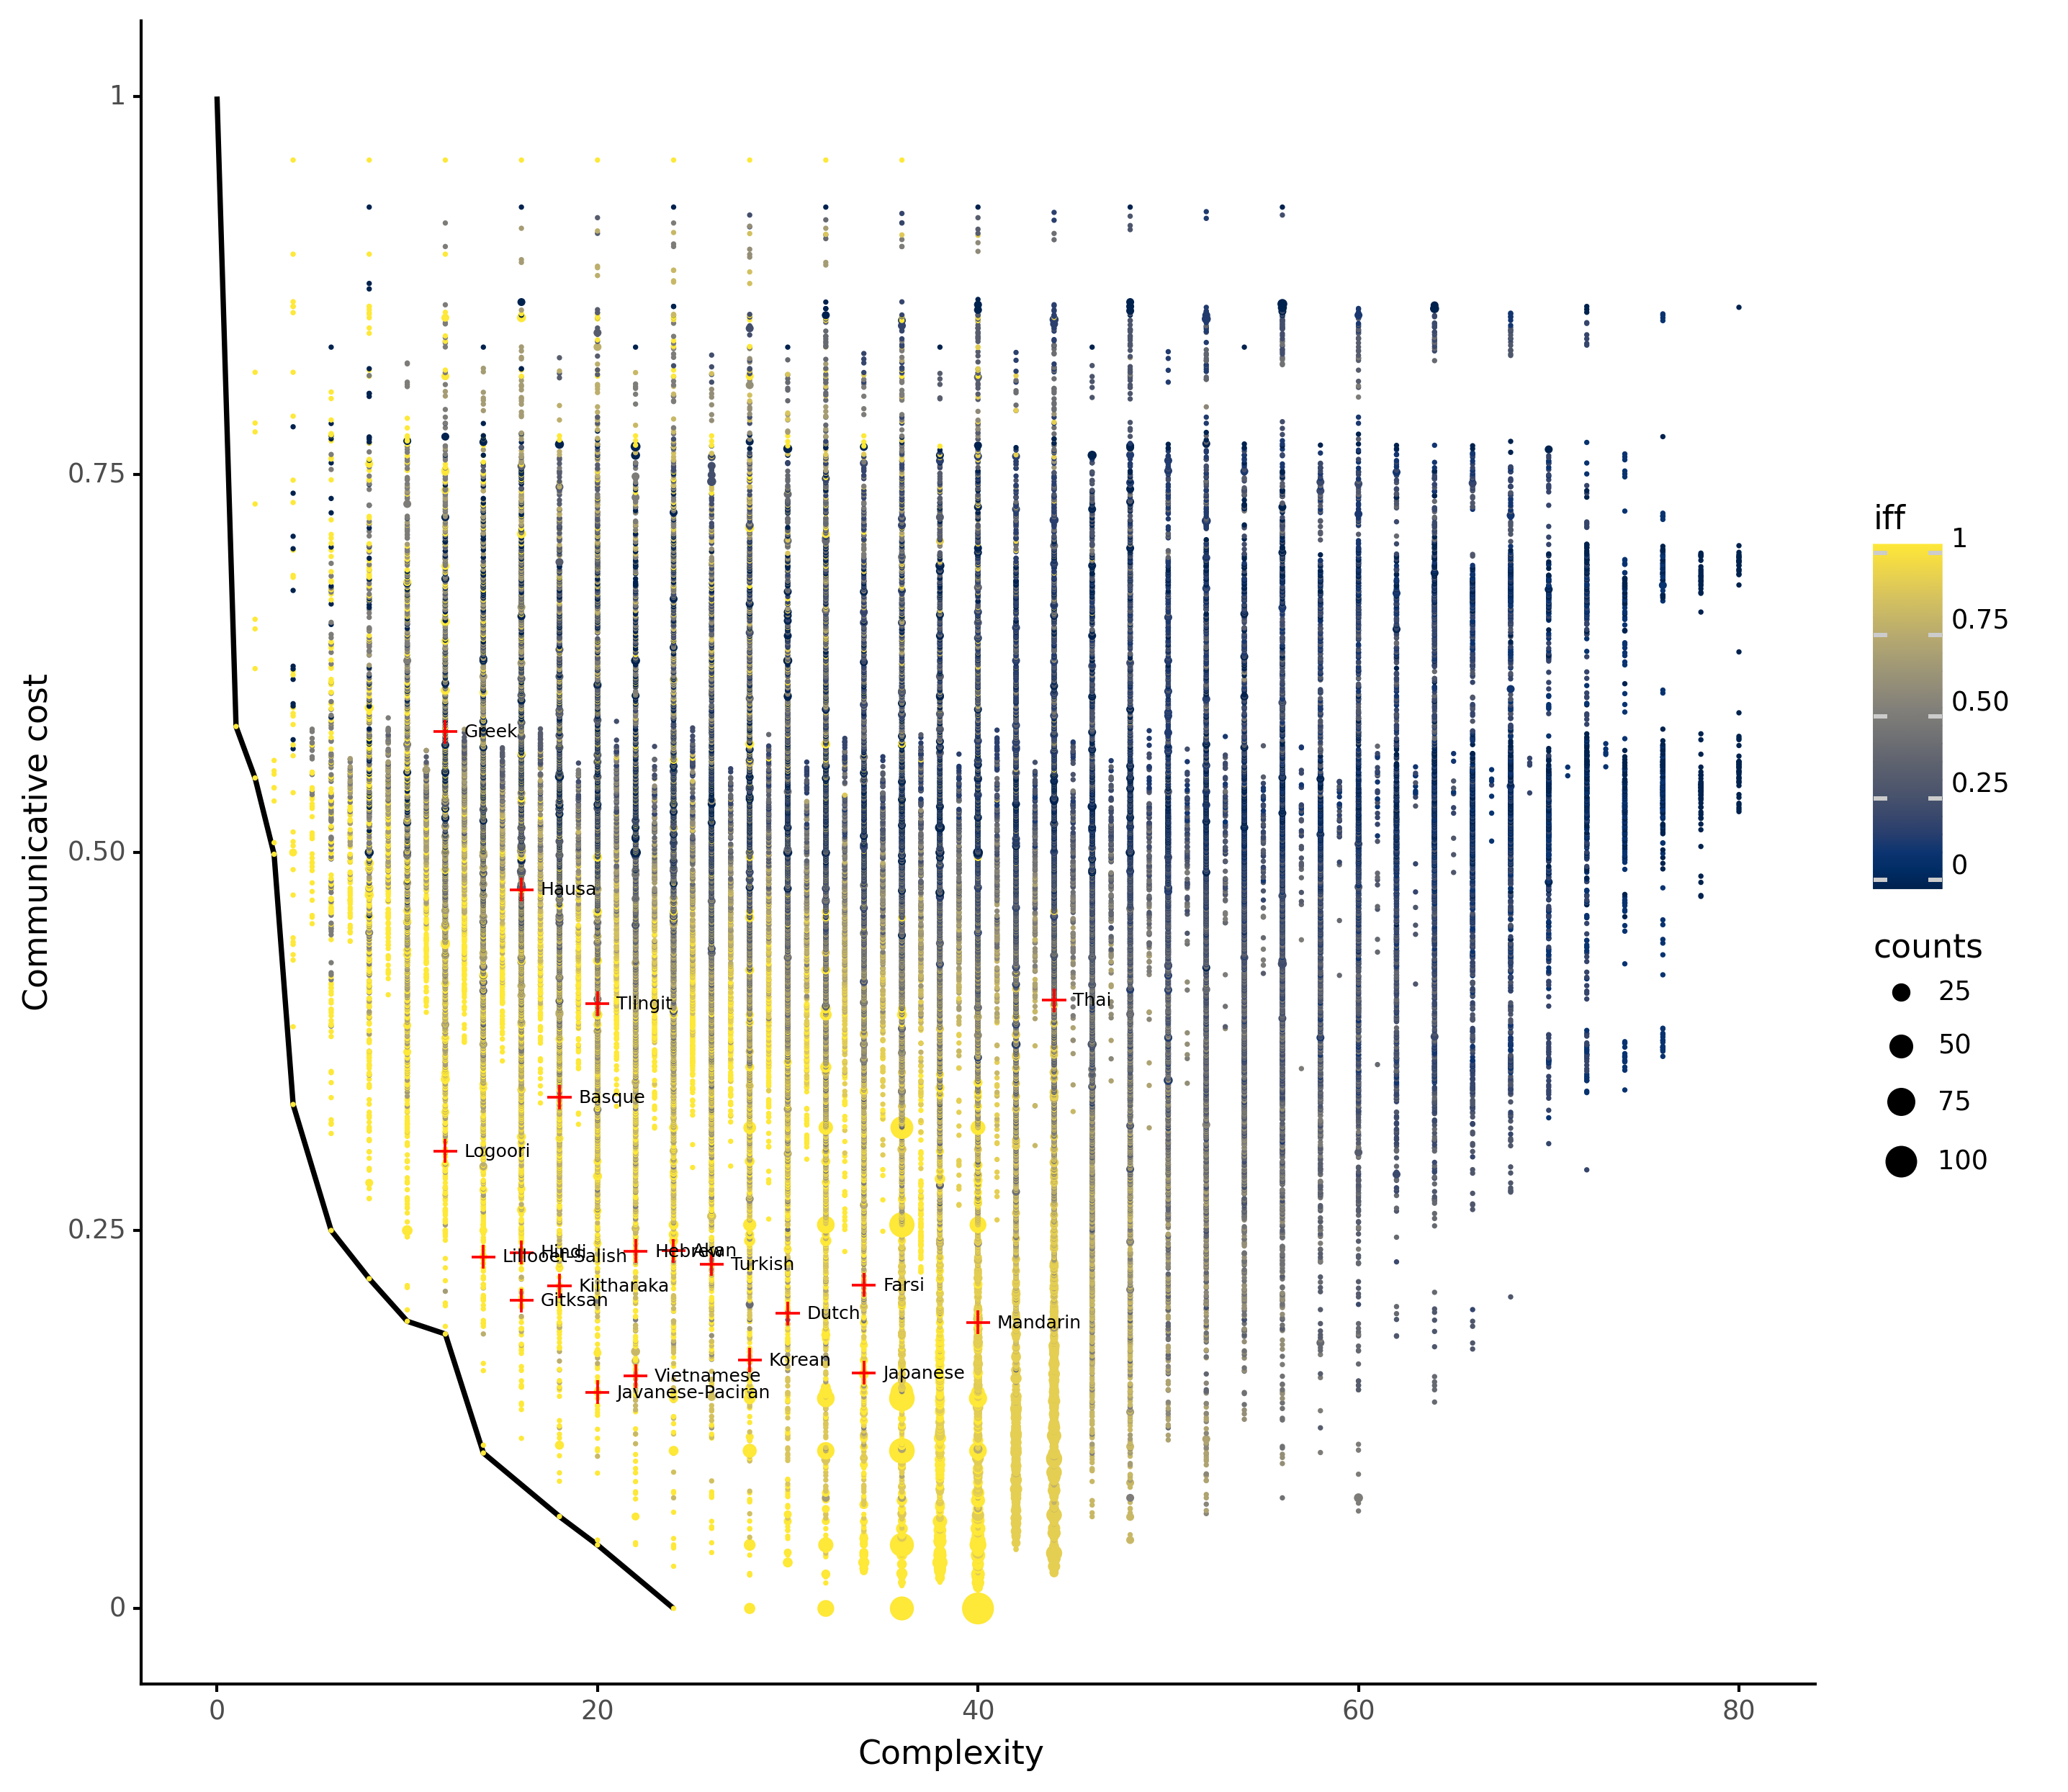 1
0.75
0.50
0.25
0
Communicative cost
0
20
40
60
80
Complexity
Greek
Hausa
Tlingit
Thai
Basque
Logoori
Hindi
Lillooet-Salish
Hebrew
Akan
Turkish
Kiitharaka
Gitksan
Farsi
Dutch
Mandarin
Korean
Vietnamese
Japanese
Javanese-Paciran
iff
1
0.75
0.50
0.25
0
counts
25
50
75
100